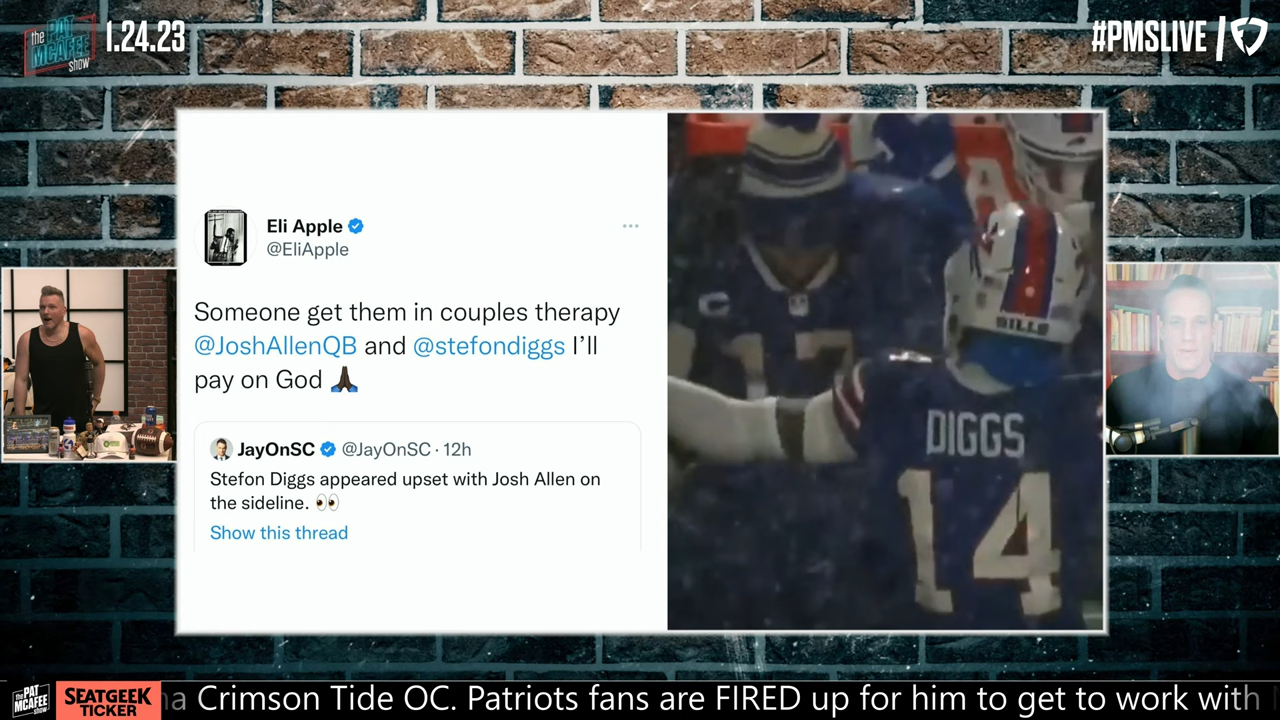 the
PAT
MCAFEE
show
1.24.23
#PMSLIVE
Eli Apple
@EliApple
Someone get them in couples therapy
@JoshAllenQB and @stefondiggs I’ll
pay on God 🙏🏿
JayOnSC @JayOnSC · 12h
Stefon Diggs appeared upset with Josh Allen on
the sideline. 👀
Show this thread
C
BILLS
DIGGS
14
the
PAT
MCAFEE
show
SEATGEEK
TICKER
Crimson Tide OC. Patriots fans are FIRED up for him to get to work with